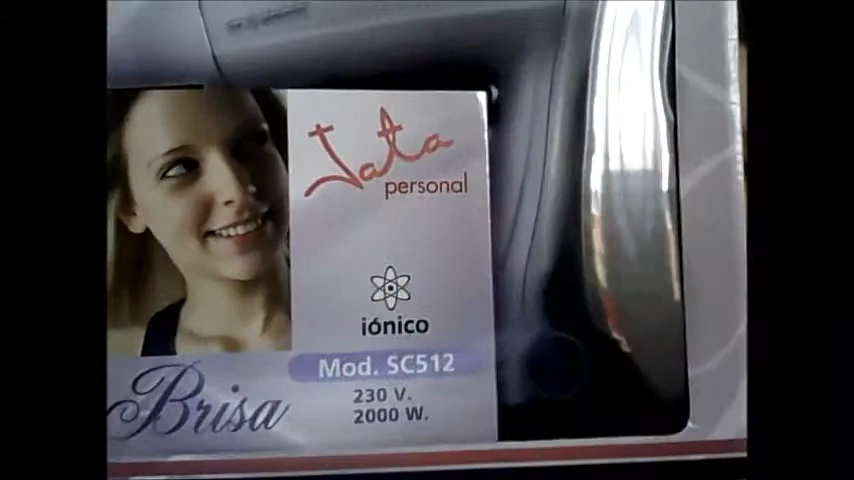 Jata
personal
iónico
Mod. SC512
230 V.
2000 W.
Brisa